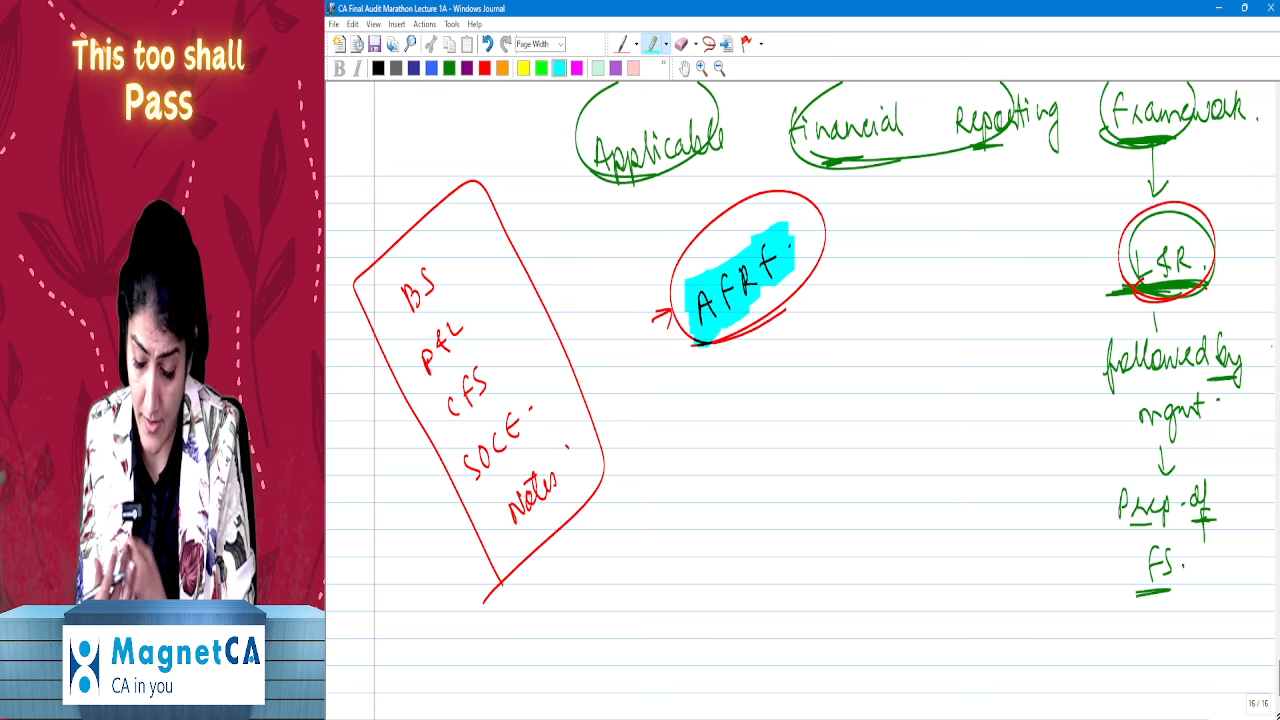 This too shall
Pass
MagnetCA
CA in you
CA Final Audit Marathon Lecture 1A - Windows Journal
File Edit View Insert Actions Tools Help
Page Width
B I
Applicable Financial Reporting Framework.
AFRF.
L&R.
followed by
mgmt.
Prep. of
FS.
BS
P&L
CFS
SOCE.
Notes.
16 / 16